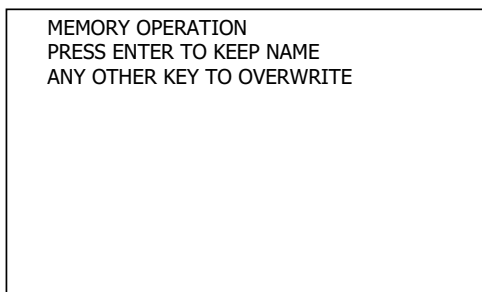 MEMORY OPERATION
PRESS ENTER TO KEEP NAME
ANY OTHER KEY TO OVERWRITE